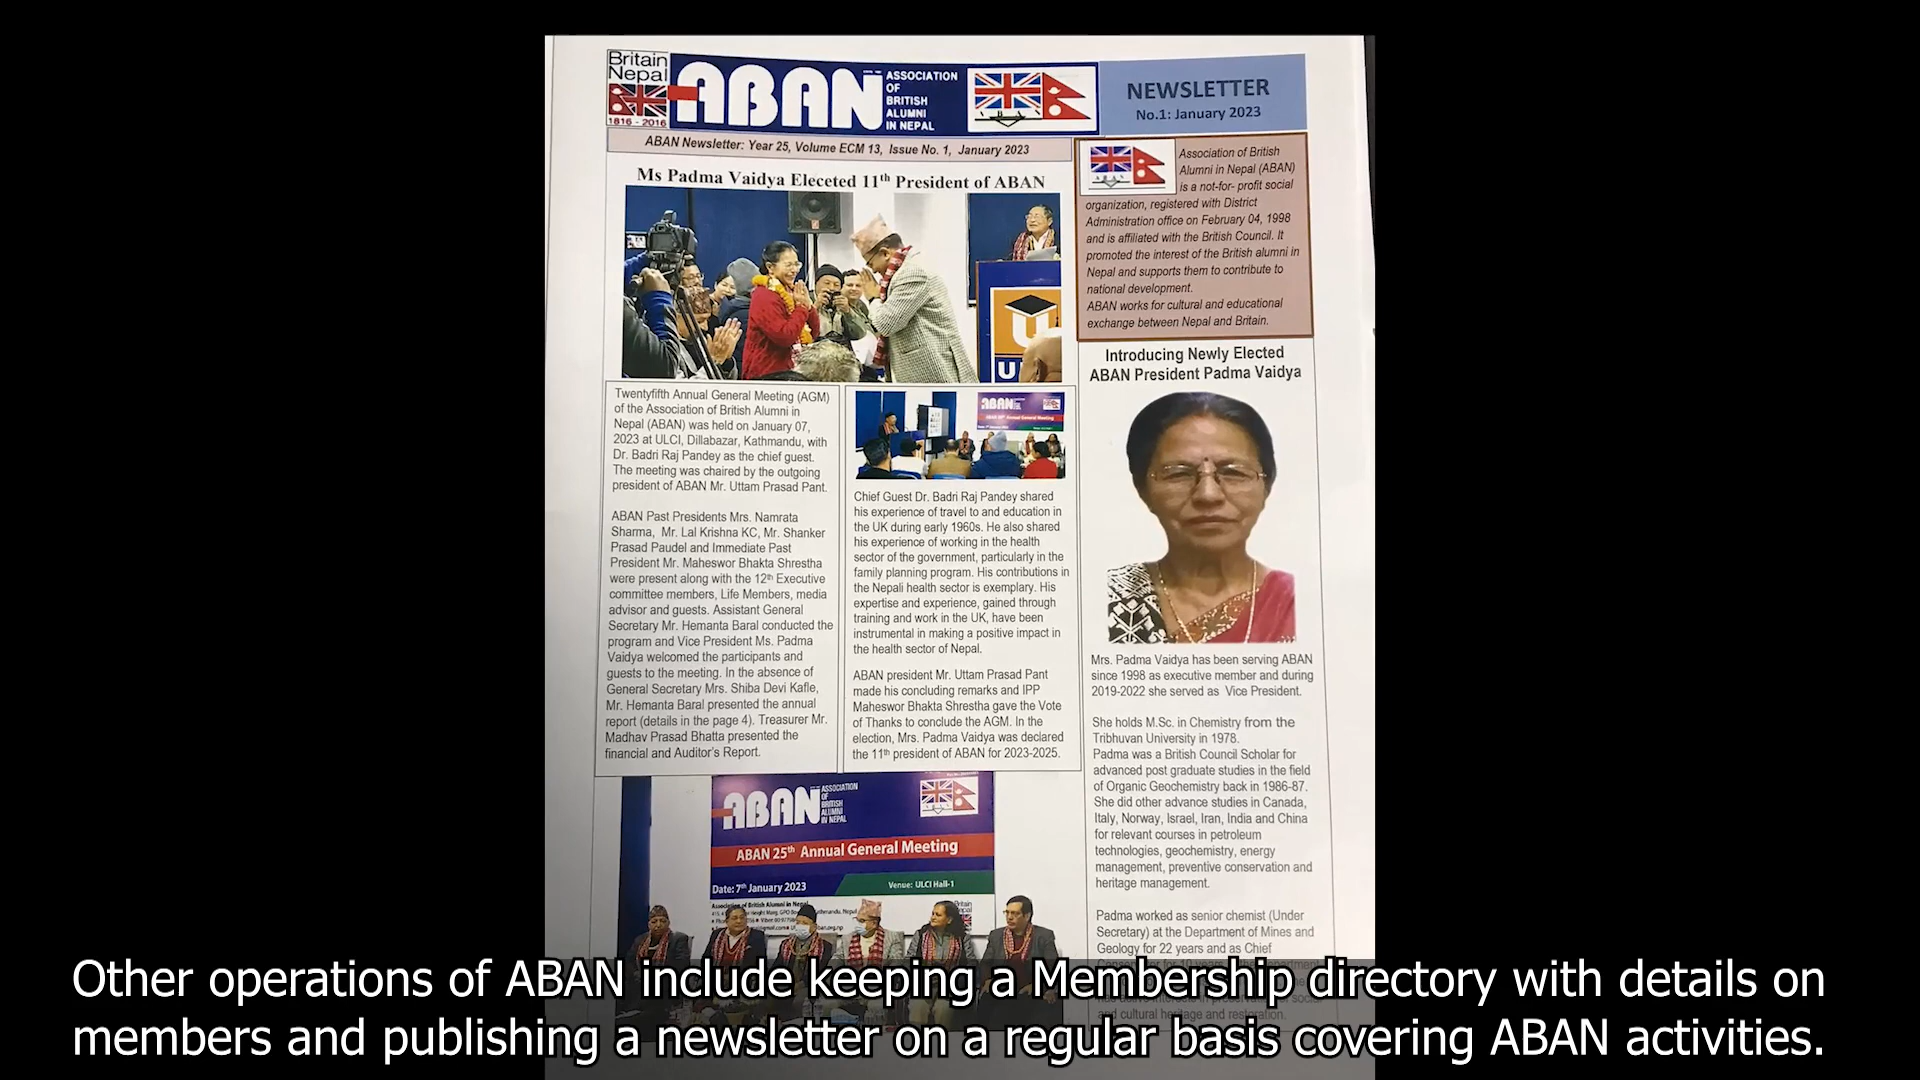 Britain
Nepal
1816 - 2016
ABAN
ASSOCIATION
OF
BRITISH
ALUMNI
IN NEPAL
NEWSLETTER
No.1: January 2023
ABAN Newsletter: Year 25, Volume ECM 13, Issue No. 1, January 2023
Ms Padma Vaidya Eleceted 11th President of ABAN
U
Twentyfifth Annual General Meeting (AGM)
of the Association of British Alumni in
Nepal (ABAN) was held on January 07,
2023 at ULCI, Dillabazar, Kathmandu, with
Dr. Badri Raj Pandey as the chief guest.
The meeting was chaired by the outgoing
president of ABAN Mr. Uttam Prasad Pant.
ABAN Past Presidents Mrs. Namrata
Sharma, Mr. Lal Krishna KC, Mr. Shanker
Prasad Paudel and Immediate Past
President Mr. Maheswor Bhakta Shrestha
were present along with the 12th Executive
committee members, Life Members, media
advisor and guests. Assistant General
Secretary Mr. Hemanta Baral conducted the
program and Vice President Ms. Padma
Vaidya welcomed the participants and
guests to the meeting. In the absence of
General Secretary Mrs. Shiba Devi Kafle,
Mr. Hemanta Baral presented the annual
report (details in the page 4). Treasurer Mr.
Madhav Prasad Bhatta presented the
financial and Auditor's Report.
ABAN
Chief Guest Dr. Badri Raj Pandey shared
his experience of travel to and education in
the UK during early 1960s. He also shared
his experience of working in the health
sector of the government, particularly in the
family planning program. His contributions in
the Nepali health sector is exemplary. His
expertise and experience, gained through
training and work in the UK, have been
instrumental in making a positive impact in
the health sector of Nepal.
ABAN president Mr. Uttam Prasad Pant
made his concluding remarks and IPP
Maheswor Bhakta Shrestha gave the Vote
of Thanks to conclude the AGM. In the
election, Mrs. Padma Vaidya was declared
the 11th president of ABAN for 2023-2025.
Association of British
Alumni in Nepal (ABAN)
is a not-for- profit social
organization, registered with District
Administration office on February 04, 1998
and is affiliated with the British Council. It
promoted the interest of the British alumni in
Nepal and supports them to contribute to
national development.
ABAN works for cultural and educational
exchange between Nepal and Britain.
Introducing Newly Elected
ABAN President Padma Vaidya
Mrs. Padma Vaidya has been serving ABAN
since 1998 as executive member and during
2019-2022 she served as Vice President.
She holds M.Sc. in Chemistry from the
Tribhuvan University in 1978.
Padma was a British Council Scholar for
advanced post graduate studies in the field
of Organic Geochemistry back in 1986-87.
She did other advance studies in Canada,
Italy, Norway, Israel, Iran, India and China
for relevant courses in petroleum
technologies, geochemistry, energy
management, preventive conservation and
heritage management.
Padma worked as senior chemist (Under
Secretary) at the Department of Mines and
Geology for 22 years and as Chief
and cultural heritage and restoration.
ABAN
ASSOCIATION
OF
BRITISH
ALUMNI
IN NEPAL
ABAN 25th Annual General Meeting
Date: 7th January 2023
Venue: ULCI Hall-1
Association of British Alumni in Nepal
Other operations of ABAN include keeping a Membership directory with details on
members and publishing a newsletter on a regular basis covering ABAN activities.